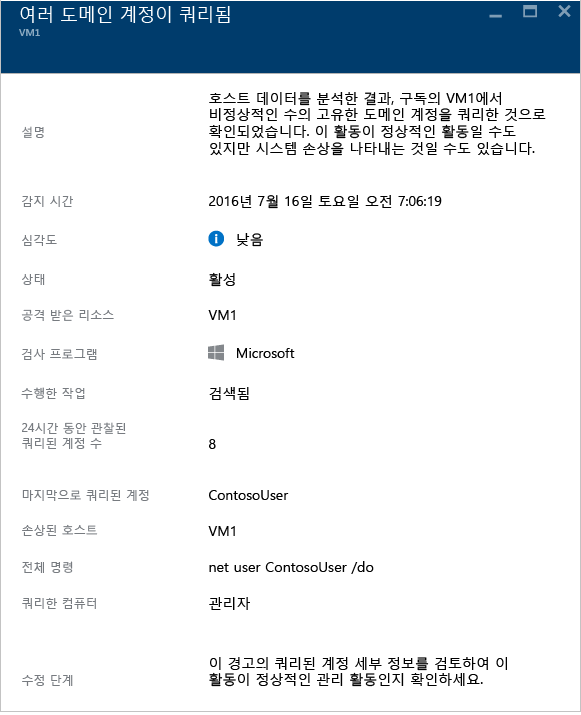 여러 도메인 계정이 쿼리됨
VM1
설명
호스트 데이터를 분석한 결과, 구독의 VM1에서
비정상적인 수의 고유한 도메인 계정을 쿼리한 것으로
확인되었습니다. 이 활동이 정상적인 활동일 수도
있지만 시스템 손상을 나타내는 것일 수도 있습니다.
감지 시간
2016년 7월 16일 토요일 오전 7:06:19
심각도
낮음
상태
활성
공격 받은 리소스
VM1
검사 프로그램
Microsoft
수행한 작업
검색됨
24시간 동안 관찰된
쿼리된 계정 수
8
마지막으로 쿼리된 계정
ContosoUser
손상된 호스트
VM1
전체 명령
net user ContosoUser /do
쿼리한 컴퓨터
관리자
수정 단계
이 경고의 쿼리된 계정 세부 정보를 검토하여 이
활동이 정상적인 관리 활동인지 확인하세요.